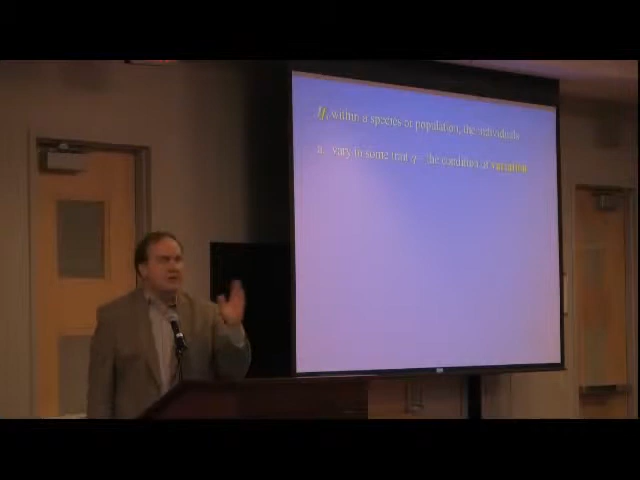 If, within a species or population, the individuals
a. vary in some trait q – the condition of variation